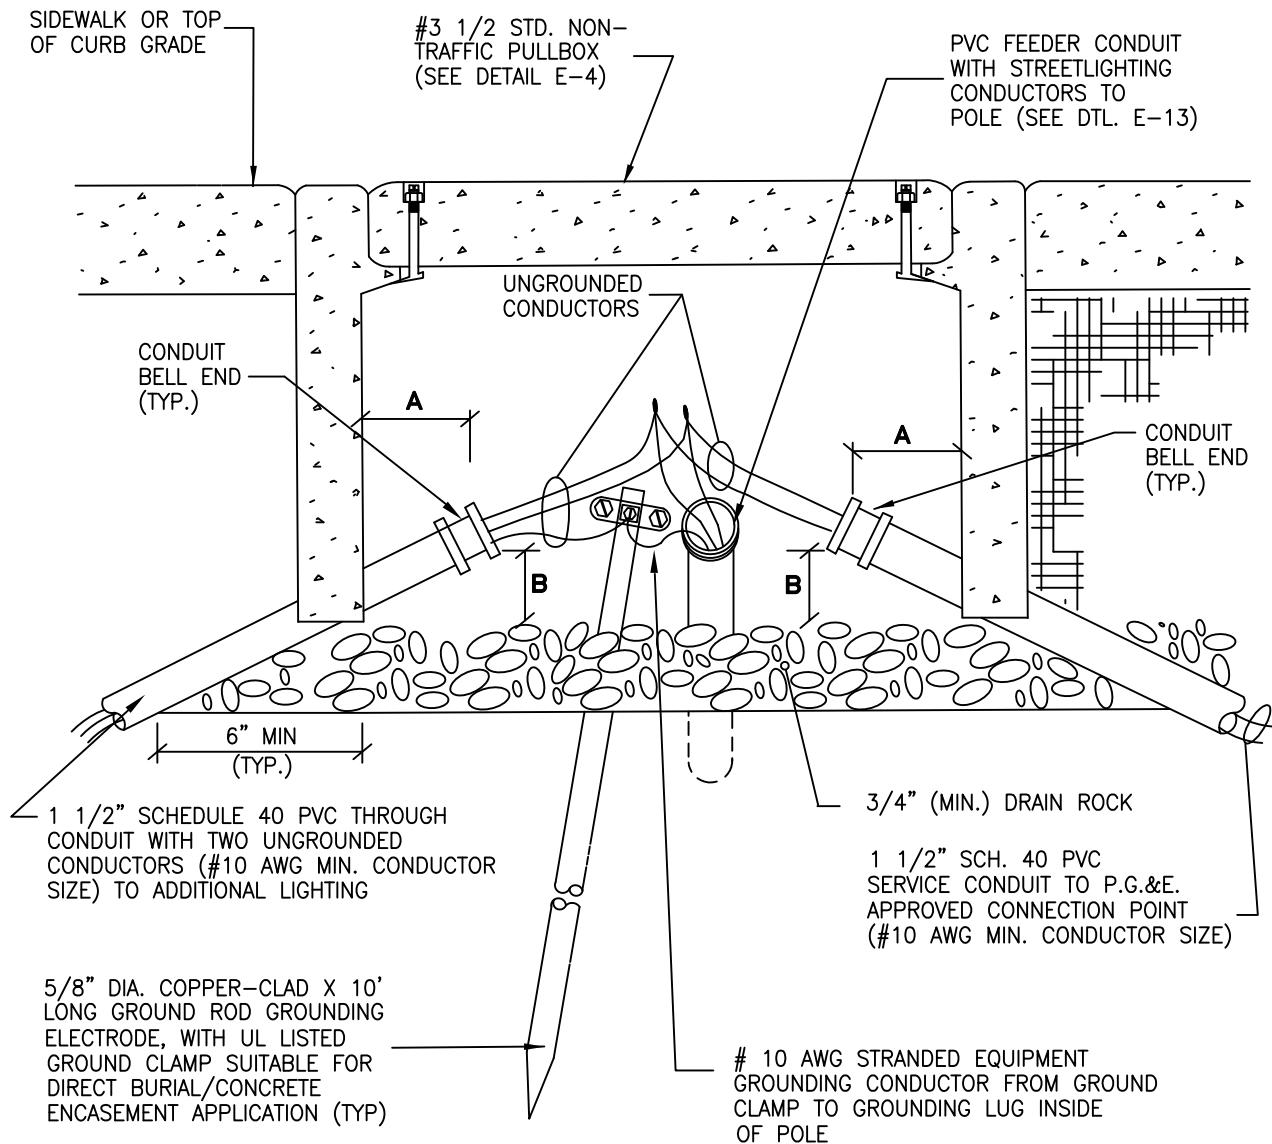 SIDEWALK OR TOP
OF CURB GRADE
#3 1/2 STD. NON-
TRAFFIC PULLBOX
(SEE DETAIL E-4)
PVC FEEDER CONDUIT
WITH STREETLIGHTING
CONDUCTORS TO
POLE (SEE DTL. E-13)
UNGROUNDED
CONDUCTORS
CONDUIT
BELL END
(TYP.)
A
A
CONDUIT
BELL END
(TYP.)
B
B
6" MIN
(TYP.)
1 1/2" SCHEDULE 40 PVC THROUGH
CONDUIT WITH TWO UNGROUNDED
CONDUCTORS (#10 AWG MIN. CONDUCTOR
SIZE) TO ADDITIONAL LIGHTING
3/4" (MIN.) DRAIN ROCK
1 1/2" SCH. 40 PVC
SERVICE CONDUIT TO P.G.&E.
APPROVED CONNECTION POINT
(#10 AWG MIN. CONDUCTOR SIZE)
5/8" DIA. COPPER-CLAD X 10'
LONG GROUND ROD GROUNDING
ELECTRODE, WITH UL LISTED
GROUND CLAMP SUITABLE FOR
DIRECT BURIAL/CONCRETE
ENCASEMENT APPLICATION (TYP)
# 10 AWG STRANDED EQUIPMENT
GROUNDING CONDUCTOR FROM GROUND
CLAMP TO GROUNDING LUG INSIDE
OF POLE